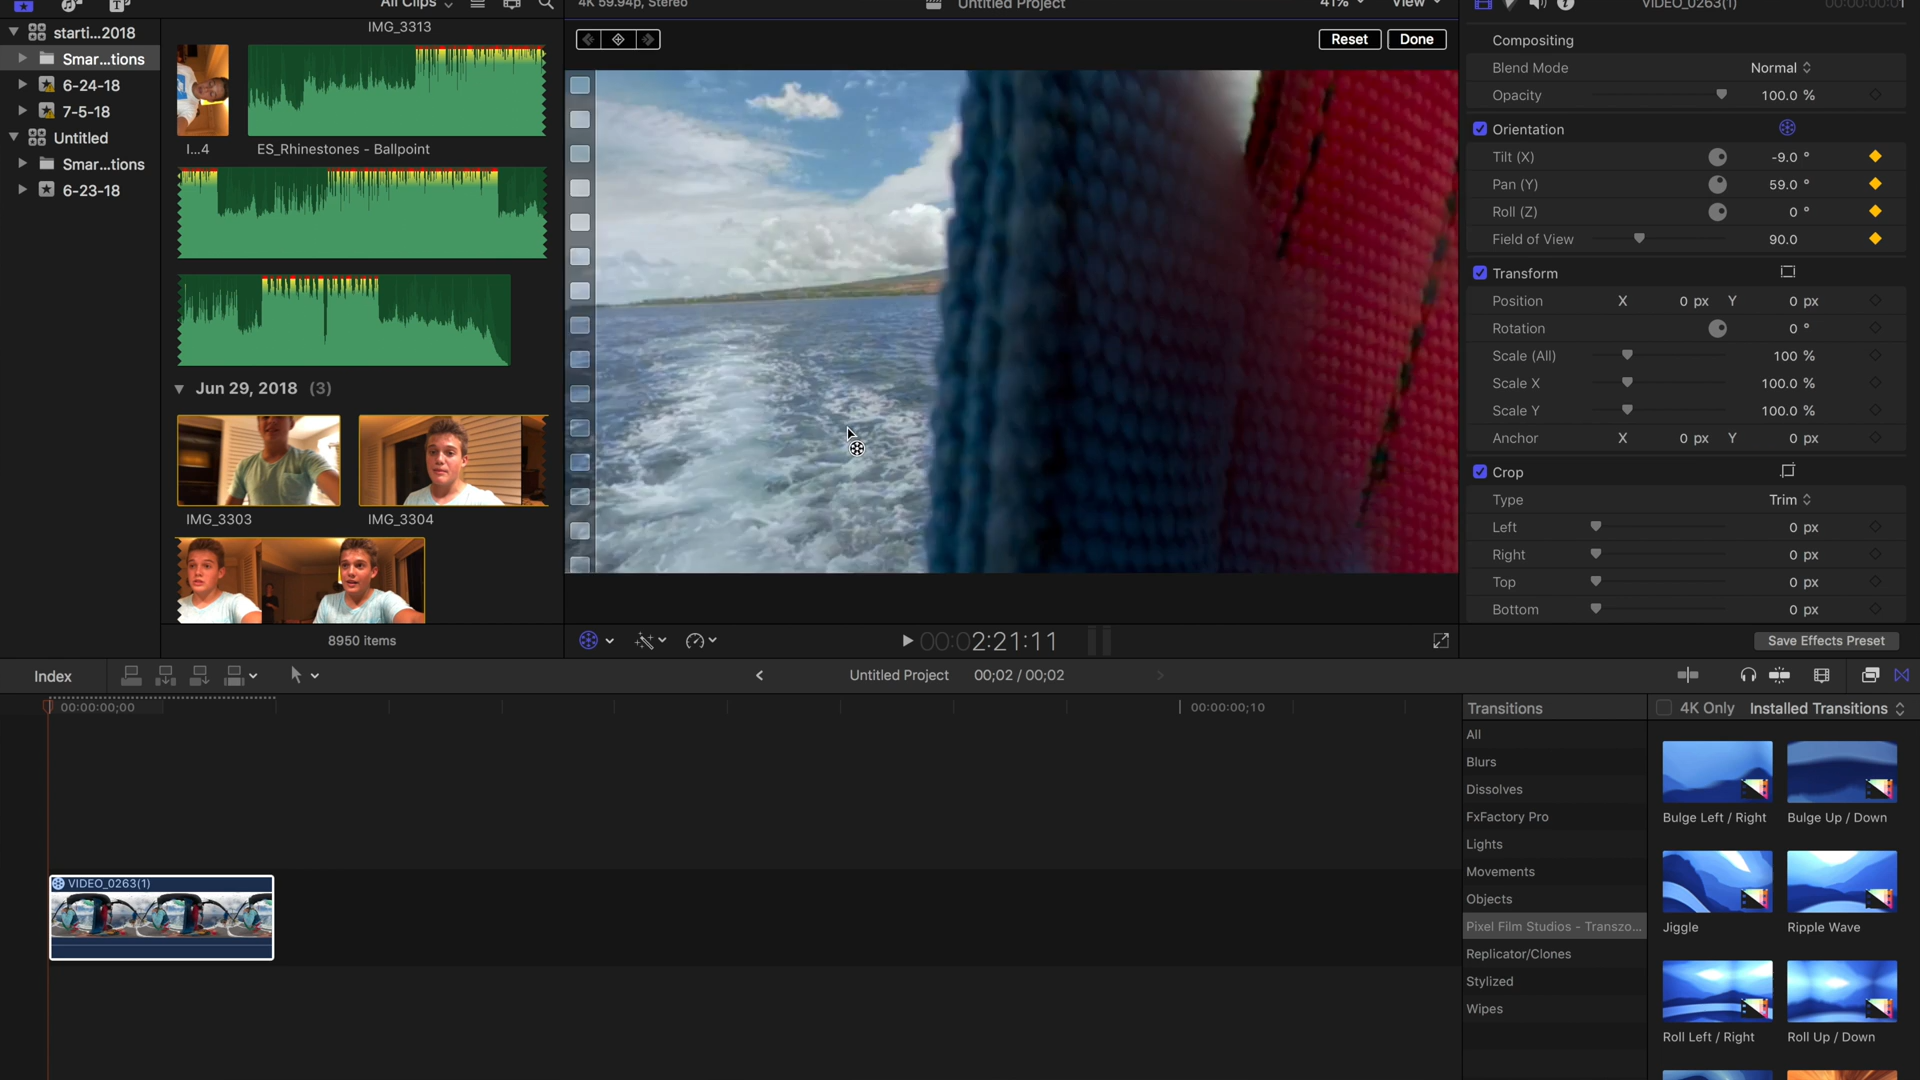 All Clips
4K 59.94p, Stereo
Untitled Project
41%
View
VIDEO_0263(1)
starti...2018
Smar...tions
6-24-18
7-5-18
Untitled
Smar...tions
6-23-18
IMG_3313
I...4
ES_Rhinestones - Ballpoint
Jun 29, 2018 (3)
IMG_3303
IMG_3304
8950 items
Reset
Done
00:02:21:11
Compositing
Blend Mode Normal
Opacity 100.0 %
Orientation
Tilt (X) -9.0 °
Pan (Y) 59.0 °
Roll (Z) 0 °
Field of View 90.0
Transform
Position X 0 px Y 0 px
Rotation 0 °
Scale (All) 100 %
Scale X 100.0 %
Scale Y 100.0 %
Anchor X 0 px Y 0 px
Crop
Type Trim
Left 0 px
Right 0 px
Top 0 px
Bottom 0 px
Save Effects Preset
Index
Untitled Project 00;02 / 00;02
00:00:00;00
00:00:00;10
VIDEO_0263(1)
Transitions
4K Only
Installed Transitions
All
Blurs
Dissolves
FxFactory Pro
Lights
Movements
Objects
Pixel Film Studios - Transzo...
Replicator/Clones
Stylized
Wipes
Bulge Left / Right
Bulge Up / Down
Jiggle
Ripple Wave
Roll Left / Right
Roll Up / Down